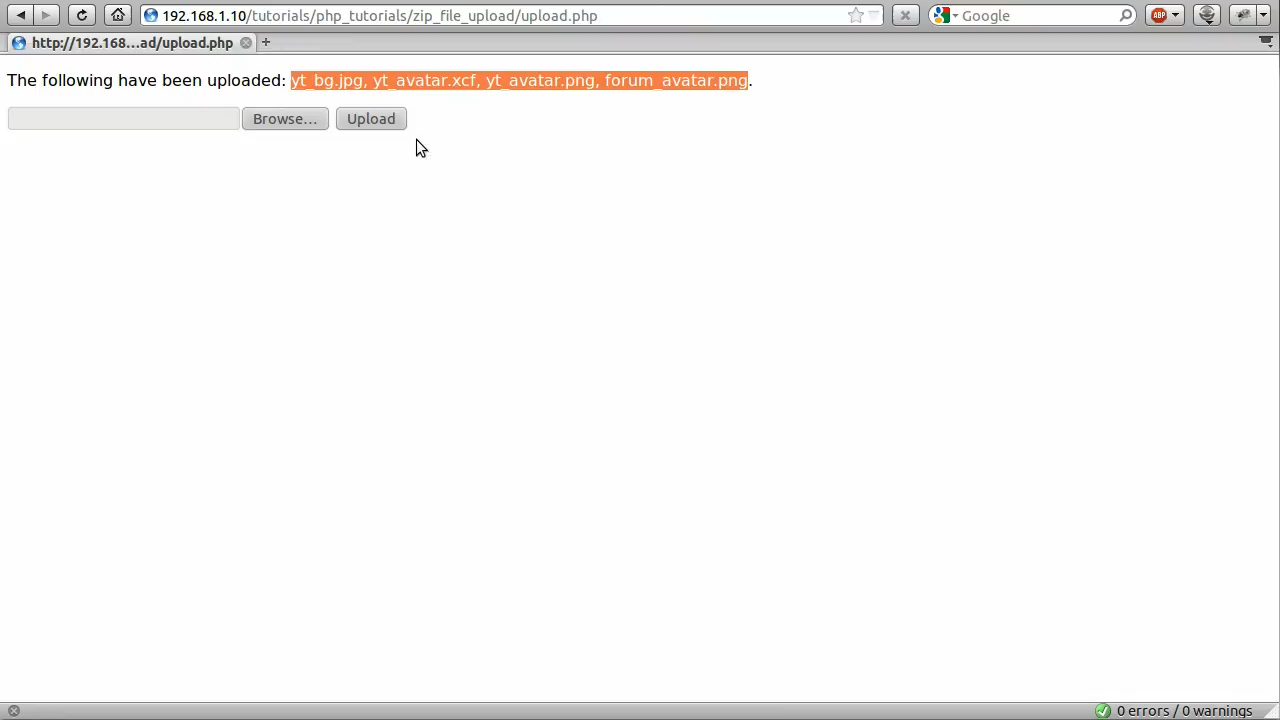 192.168.1.10/tutorials/php_tutorials/zip_file_upload/upload.php
Google
ABP
http://192.168...ad/upload.php
The following have been uploaded: yt_bg.jpg, yt_avatar.xcf, yt_avatar.png, forum_avatar.png.
Browse... Upload
0 errors / 0 warnings